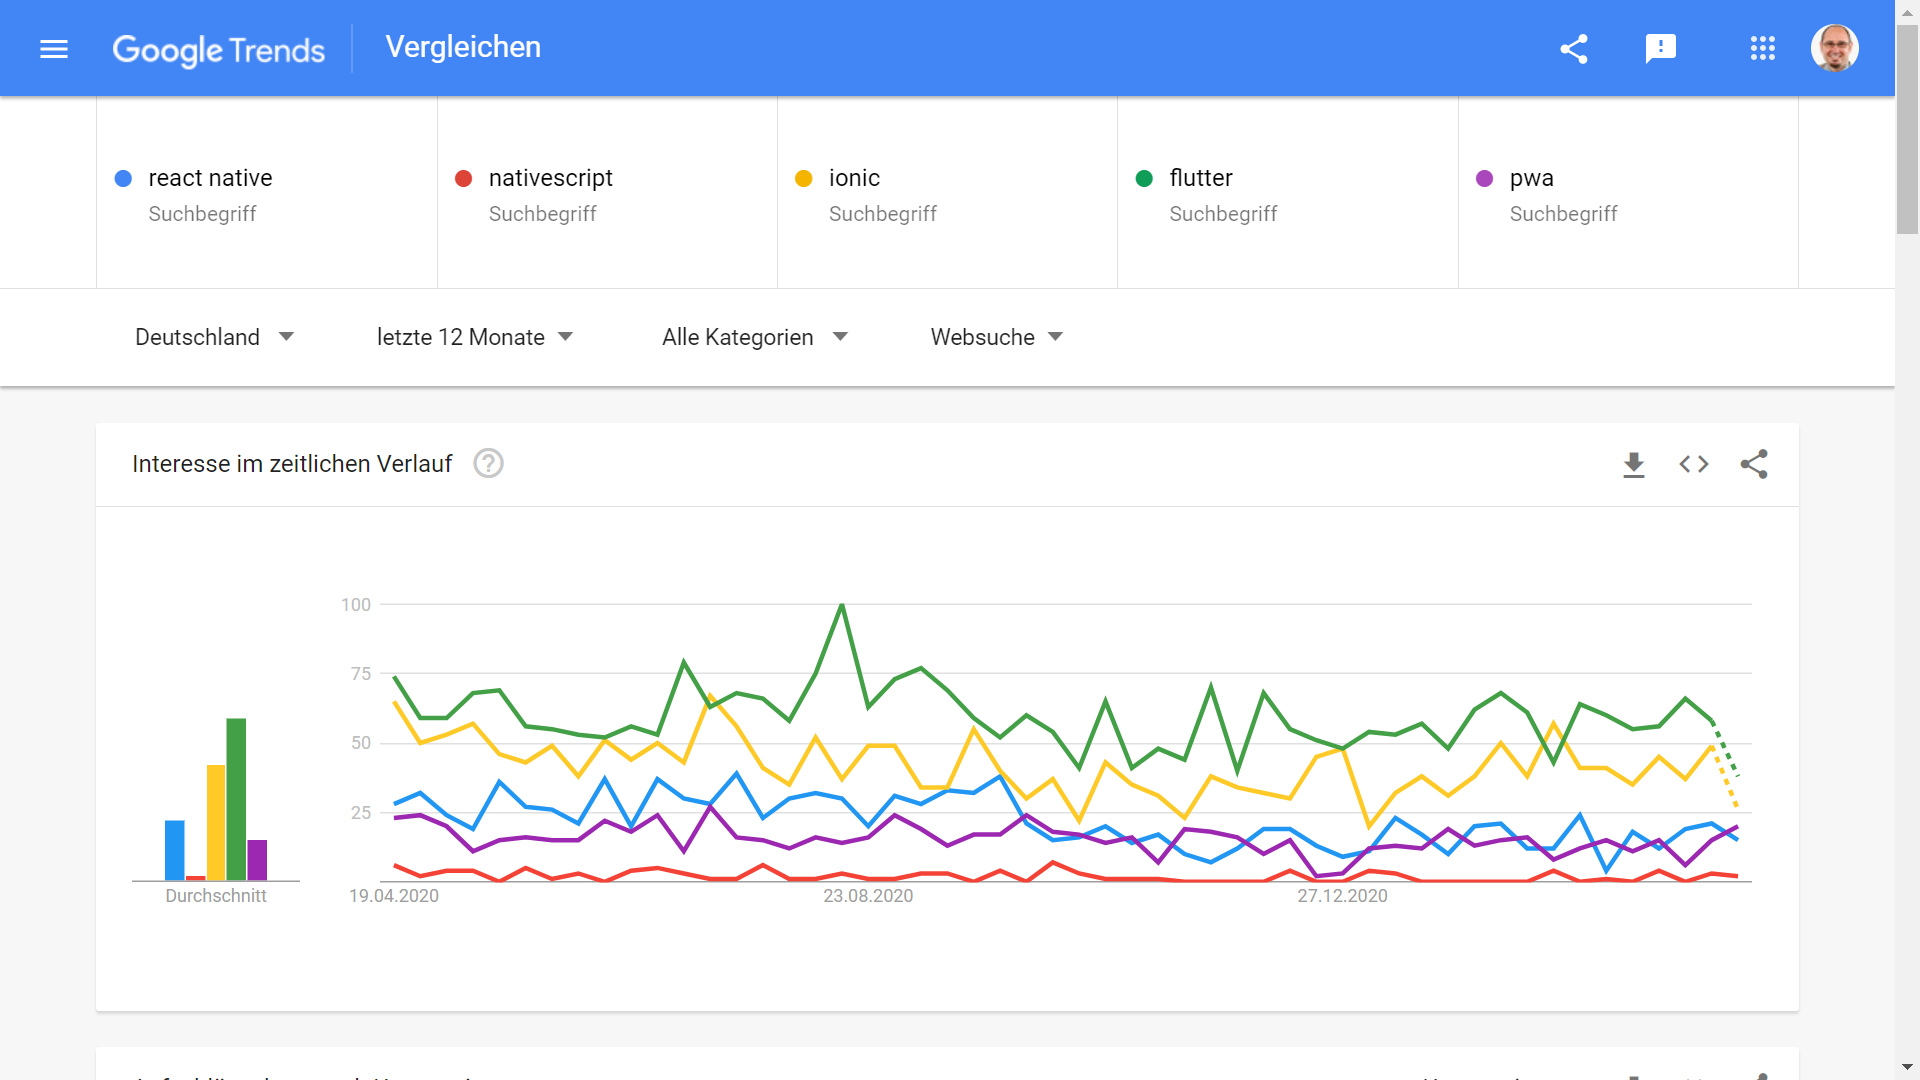 Google Trends Vergleichen
react native nativescript ionic flutter pwa
Suchbegriff Suchbegriff Suchbegriff Suchbegriff Suchbegriff
Deutschland letzte 12 Monate Alle Kategorien Websuche
Interesse im zeitlichen Verlauf ?
100
75
50
25
Durchschnitt 19.04.2020 23.08.2020 27.12.2020